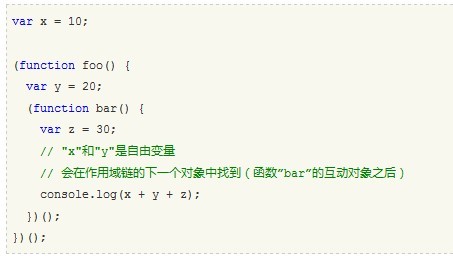 var x = 10;
(function foo() {
var y = 20;
(function bar() {
var z = 30;
// "x"和"y"是自由变量
// 会在作用域链的下一个对象中找到（函数”bar”的互动对象之后）
console.log(x + y + z);
})();
})();